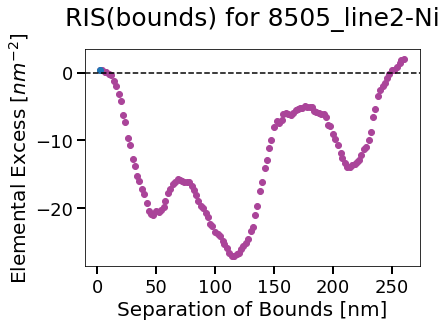 RIS(bounds) for 8505_line2-Ni
Elemental Excess [nm⁻²]
0
−10
−20
0 50 100 150 200 250
Separation of Bounds [nm]